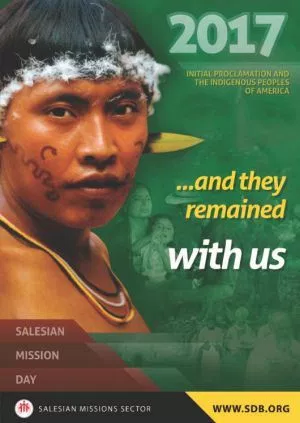 2017
INITIAL PROCLAMATION AND
THE INDIGENOUS PEOPLES
OF AMERICA
...and they
remained
with us
SALESIAN
MISSION
DAY
SALESIAN MISSIONS SECTOR
WWW.SDB.ORG